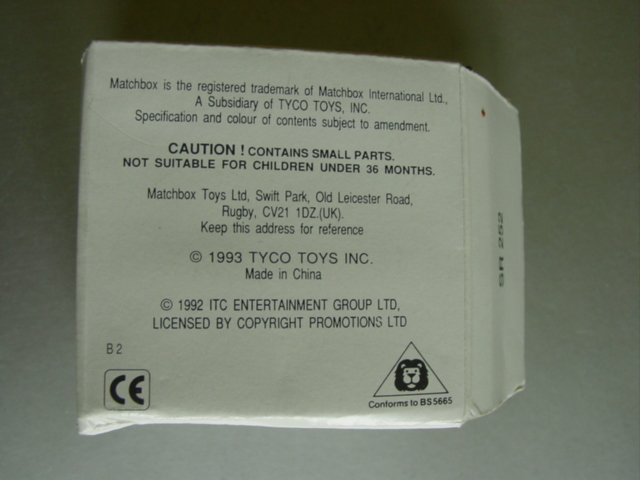 Matchbox is the registered trademark of Matchbox International Ltd.,
A Subsidiary of TYCO TOYS, INC.
Specification and colour of contents subject to amendment.
CAUTION ! CONTAINS SMALL PARTS.
NOT SUITABLE FOR CHILDREN UNDER 36 MONTHS.
Matchbox Toys Ltd, Swift Park, Old Leicester Road,
Rugby, CV21 1DZ.(UK).
Keep this address for reference
© 1993 TYCO TOYS INC.
Made in China
© 1992 ITC ENTERTAINMENT GROUP LTD,
LICENSED BY COPYRIGHT PROMOTIONS LTD
B 2
CE
Conforms to BS5665
SR 252